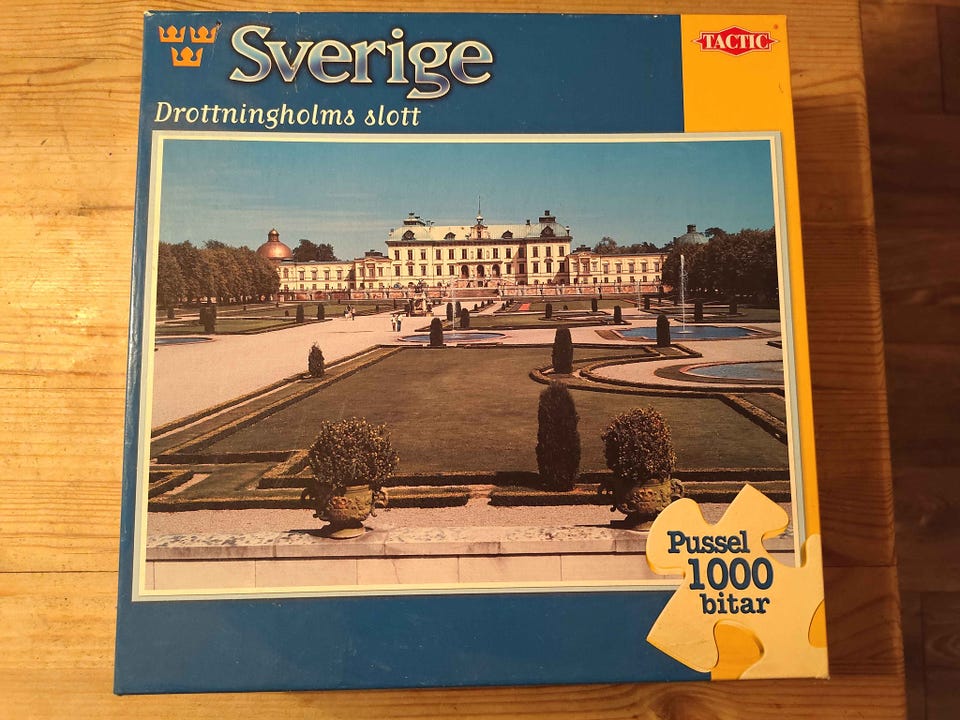 Sverige
TACTIC
Drottningholms slott
Pussel
1000
bitar